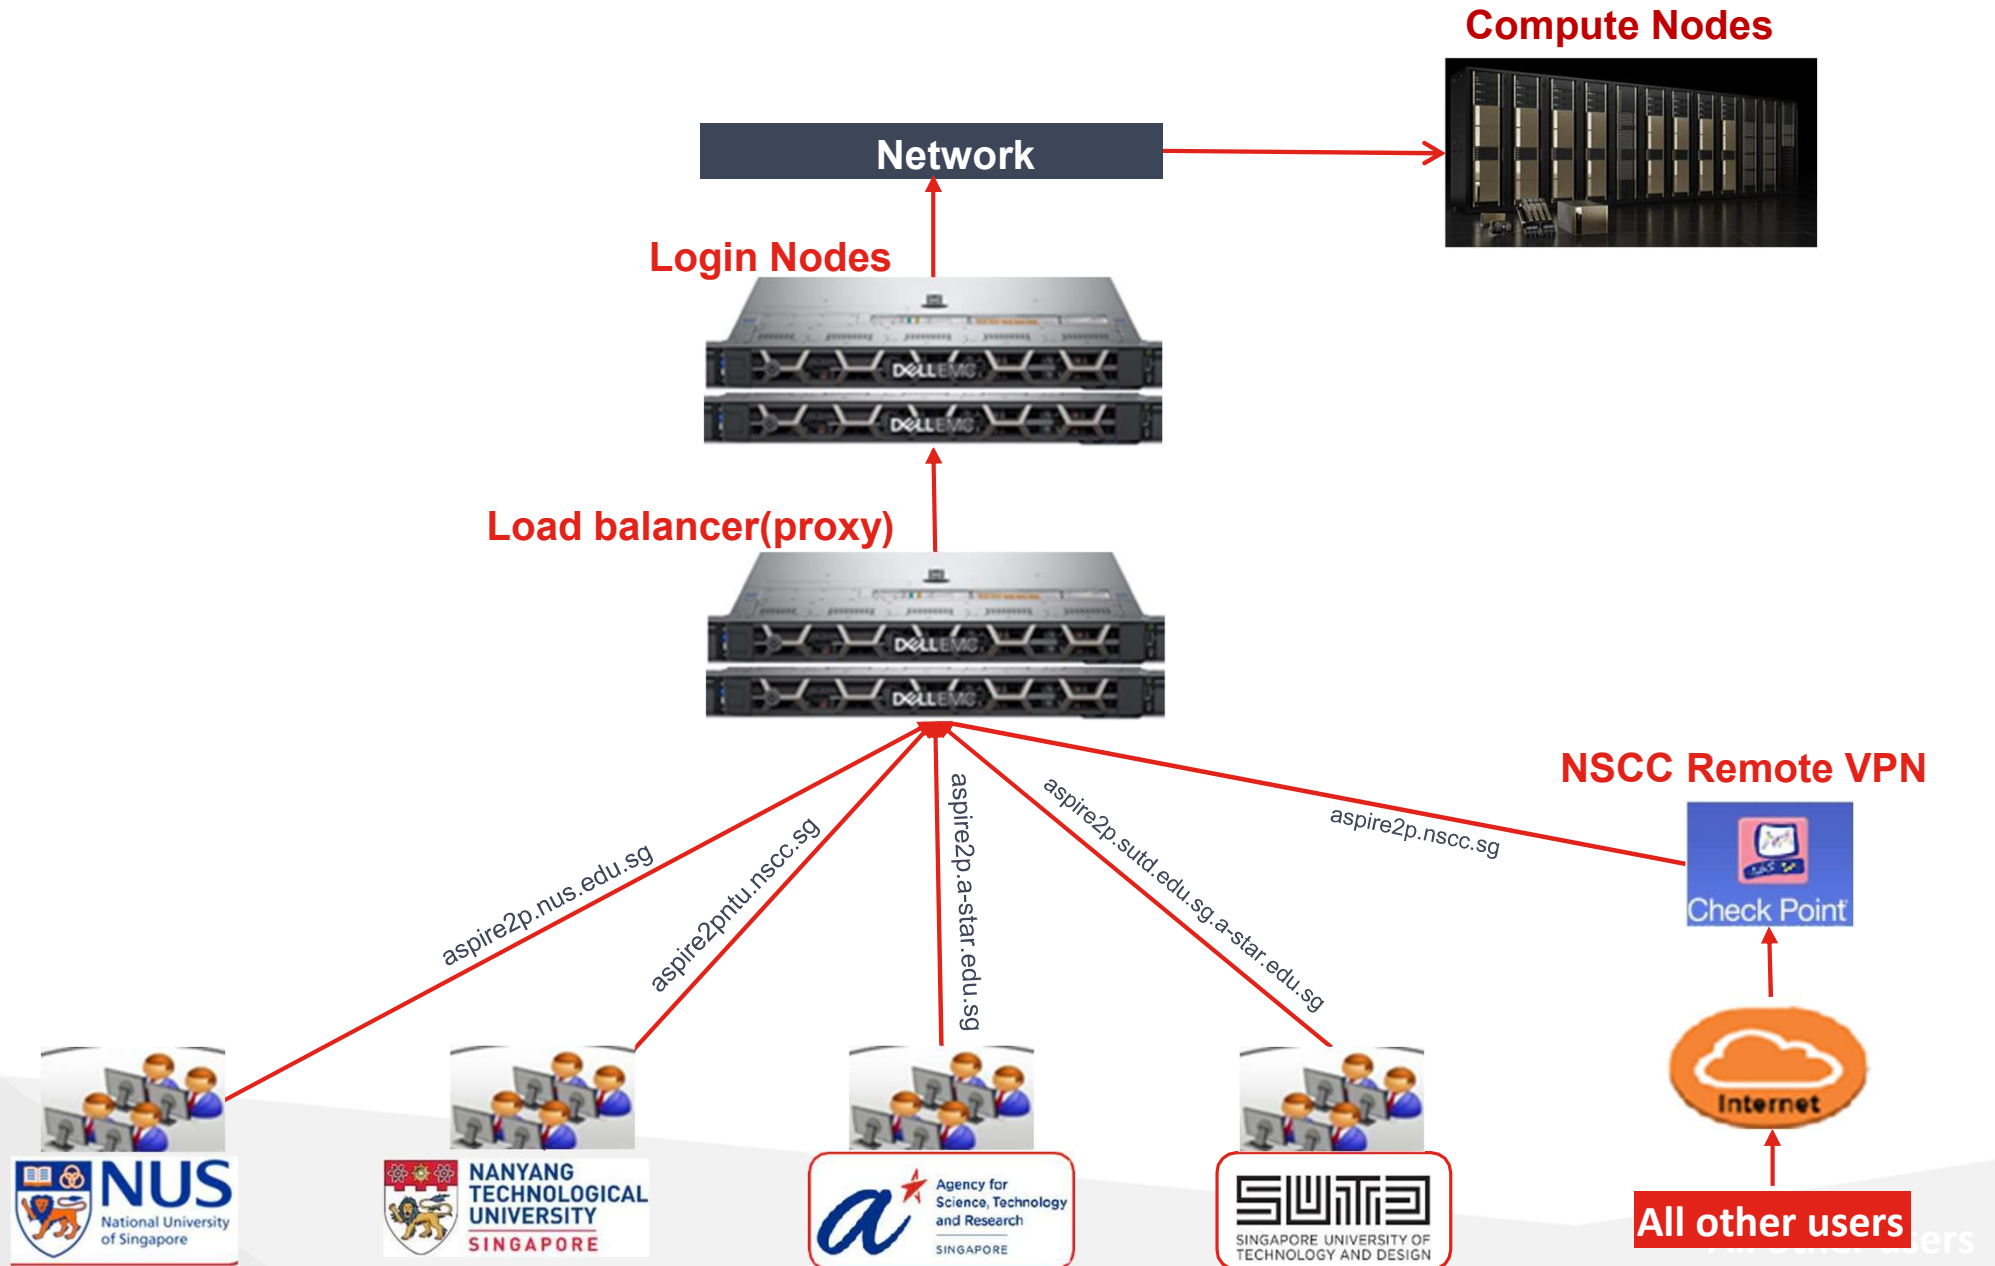 Compute Nodes
Network
Login Nodes
DELLEMC
DELLEMC
Load balancer(proxy)
DELLEMC
DELLEMC
NSCC Remote VPN
aspire2p.nus.edu.sg
aspire2pntu.nscc.sg
aspire2p.a-star.edu.sg
aspire2p.sutd.edu.sg.a-star.edu.sg
aspire2p.nscc.sg
Check Point
Internet
NUS
National University
of Singapore
NANYANG
TECHNOLOGICAL
UNIVERSITY
SINGAPORE
a
Agency for
Science, Technology
and Research
SINGAPORE
SUTD
SINGAPORE UNIVERSITY OF
TECHNOLOGY AND DESIGN
All other users
All other users